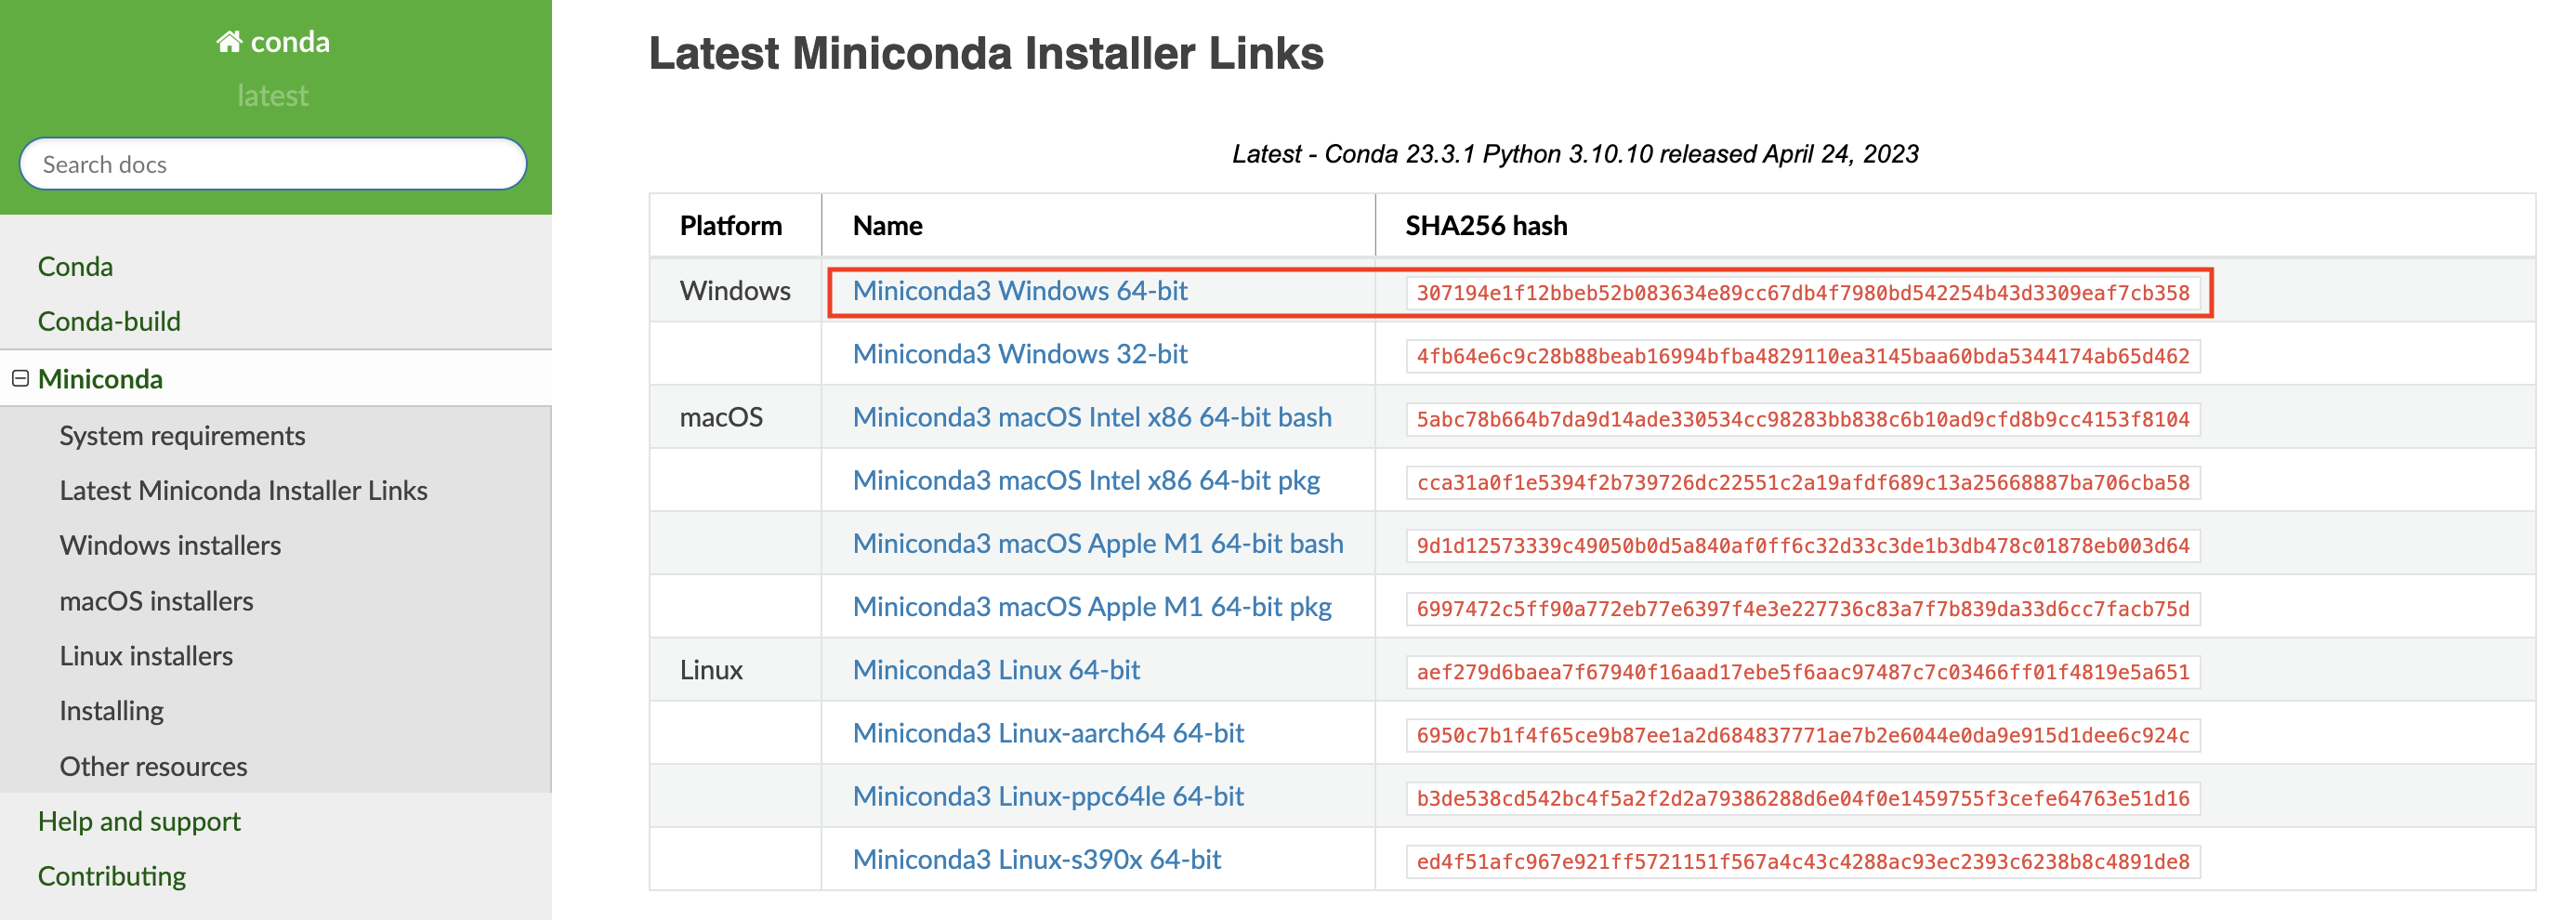 conda
latest
Search docs
Conda
Conda-build
Miniconda
System requirements
Latest Miniconda Installer Links
Windows installers
macOS installers
Linux installers
Installing
Other resources
Help and support
Contributing
Latest Miniconda Installer Links
Latest - Conda 23.3.1 Python 3.10.10 released April 24, 2023
Platform Name SHA256 hash
Windows Miniconda3 Windows 64-bit 307194e1f12bbeb52b083634e89cc67db4f7980bd542254b43d3309eaf7cb358
Miniconda3 Windows 32-bit 4fb64e6c9c28b88beab16994bfba4829110ea3145baa60bda5344174ab65d462
macOS Miniconda3 macOS Intel x86 64-bit bash 5abc78b664b7da9d14ade330534cc98283bb838c6b10ad9cfd8b9cc4153f8104
Miniconda3 macOS Intel x86 64-bit pkg cca31a0f1e5394f2b739726dc22551c2a19afdf689c13a25668887ba706cba58
Miniconda3 macOS Apple M1 64-bit bash 9d1d12573339c49050b0d5a840af0ff6c32d33c3de1b3db478c01878eb003d64
Miniconda3 macOS Apple M1 64-bit pkg 6997472c5ff90a772eb77e6397f4e3e227736c83a7f7b839da33d6cc7facb75d
Linux Miniconda3 Linux 64-bit aef279d6baea7f67940f16aad17ebe5f6aac97487c7c03466ff01f4819e5a651
Miniconda3 Linux-aarch64 64-bit 6950c7b1f4f65ce9b87ee1a2d684837771ae7b2e6044e0da9e915d1dee6c924c
Miniconda3 Linux-ppc64le 64-bit b3de538cd542bc4f5a2f2d2a79386288d6e04f0e1459755f3cefe64763e51d16
Miniconda3 Linux-s390x 64-bit ed4f51afc967e921ff5721151f567a4c43c4288ac93ec2393c6238b8c4891de8